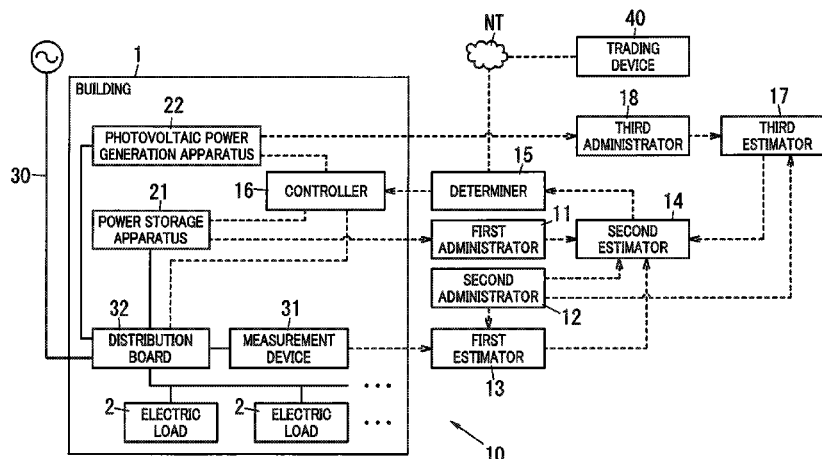 NT
40
TRADING
DEVICE
1
BUILDING
22
PHOTOVOLTAIC POWER
GENERATION APPARATUS
18
THIRD
ADMINISTRATOR
17
THIRD
ESTIMATOR
30
16
CONTROLLER
15
DETERMINER
21
POWER STORAGE
APPARATUS
11
FIRST
ADMINISTRATOR
14
SECOND
ESTIMATOR
SECOND
ADMINISTRATOR
12
32
DISTRIBUTION
BOARD
31
MEASUREMENT
DEVICE
FIRST
ESTIMATOR
13
2
ELECTRIC
LOAD
2
ELECTRIC
LOAD
• • •
• • •
10